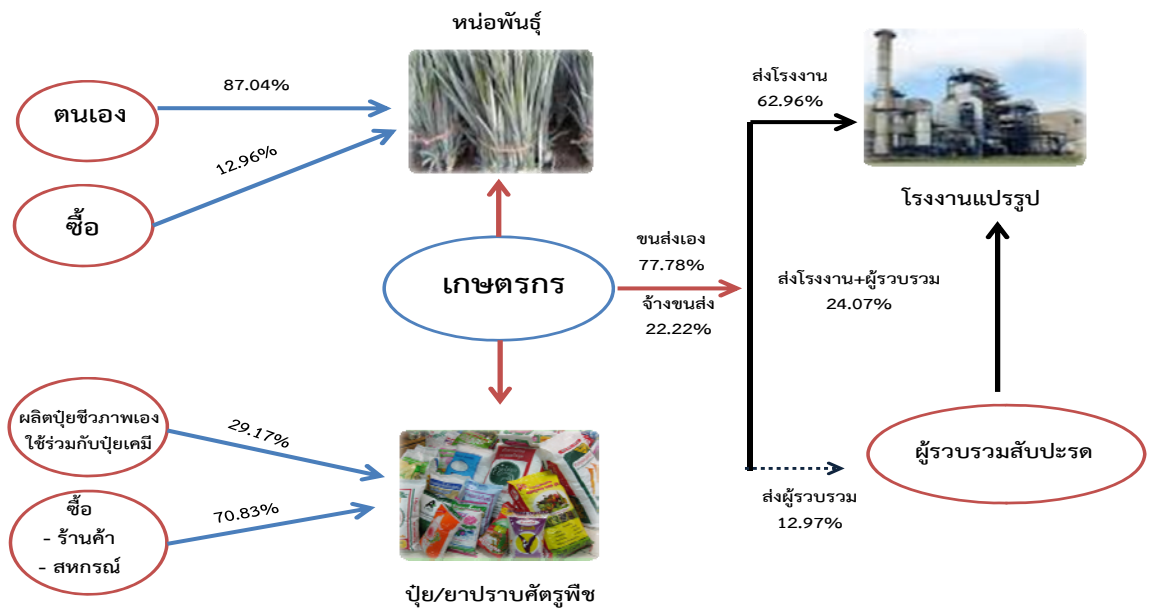 หน่อพันธุ์
ตนเอง
87.04%
ซื้อ
12.96%
ส่งโรงงาน
62.96%
โรงงานแปรรูป
เกษตรกร
ขนส่งเอง
77.78%
จ้างขนส่ง
22.22%
ส่งโรงงาน+ผู้รวบรวม
24.07%
ผลิตปุ๋ยชีวภาพเอง
ใช้ร่วมกับปุ๋ยเคมี
29.17%
ซื้อ
- ร้านค้า
- สหกรณ์
70.83%
ปุ๋ย/ยาปราบศัตรูพืช
ผู้รวบรวมสับปะรด
ส่งผู้รวบรวม
12.97%